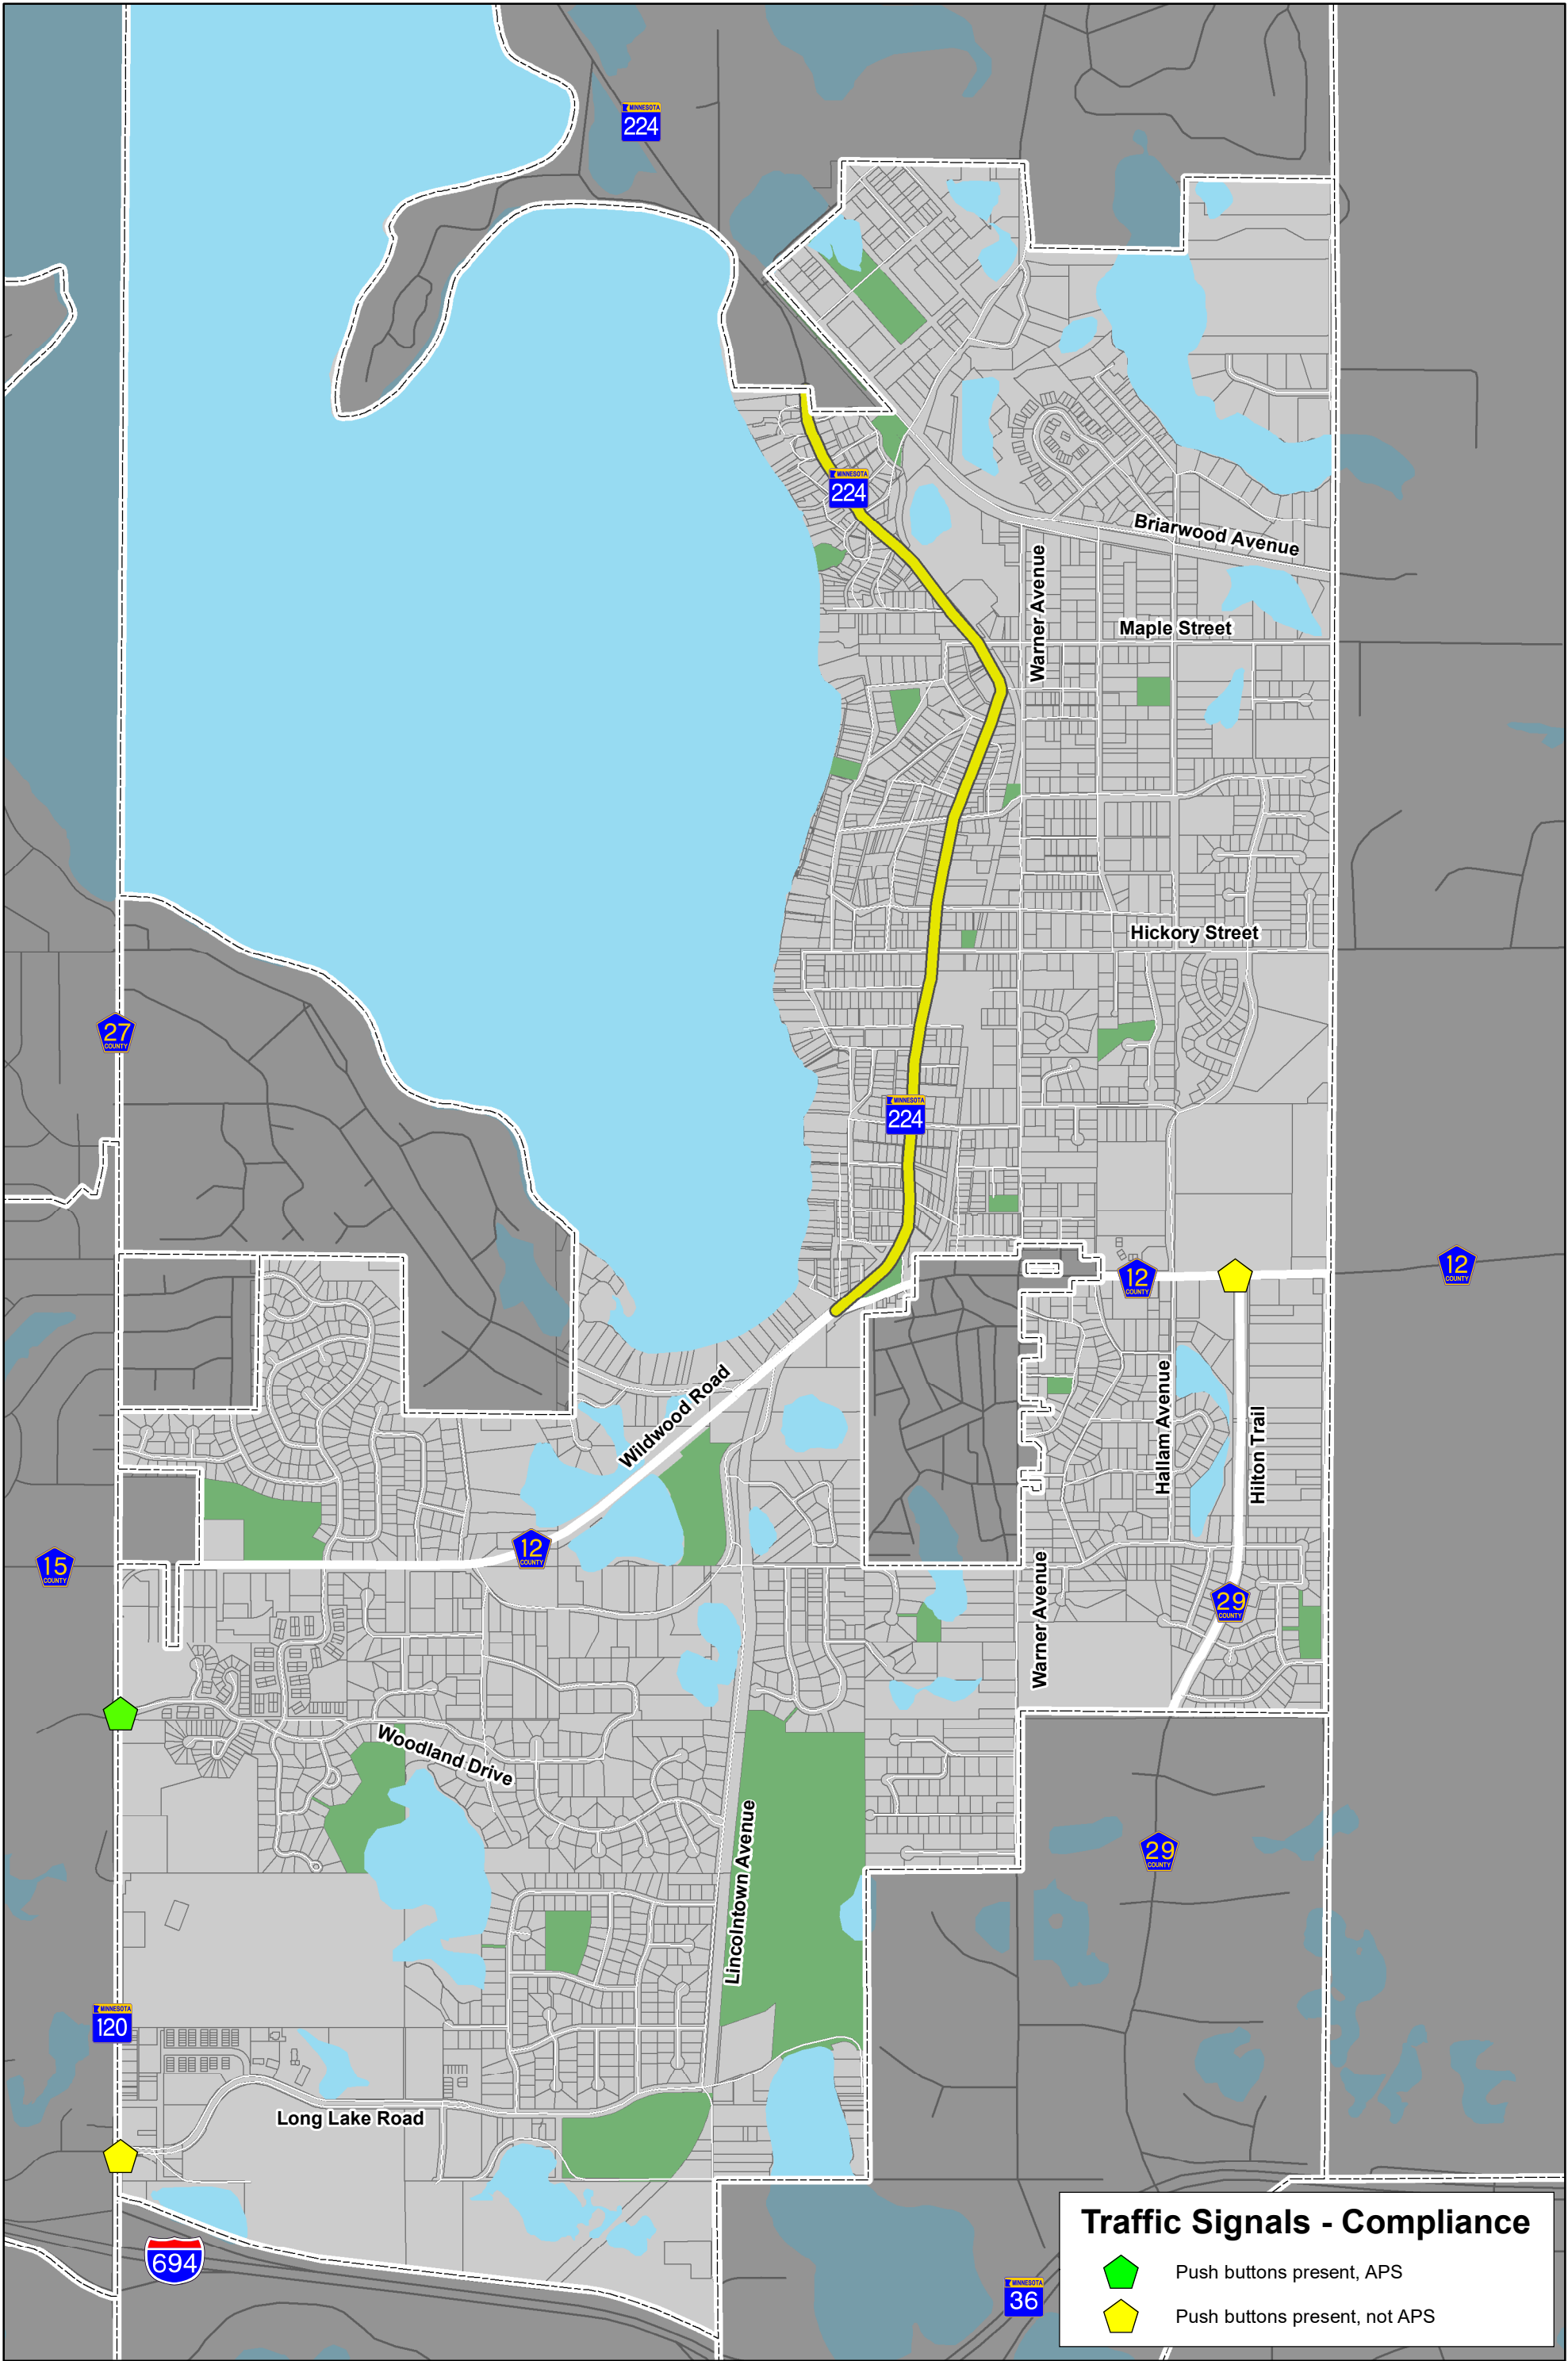 MINNESOTA
224
MINNESOTA
224
Briarwood Avenue
Warner Avenue
Maple Street
Hickory Street
27
COUNTY
MINNESOTA
224
12
COUNTY
12
COUNTY
Wildwood Road
Hallam Avenue
Hilton Trail
12
COUNTY
15
COUNTY
29
COUNTY
Warner Avenue
Woodland Drive
Lincolntown Avenue
29
COUNTY
MINNESOTA
120
Long Lake Road
694
MINNESOTA
36
Traffic Signals - Compliance
Push buttons present, APS
Push buttons present, not APS